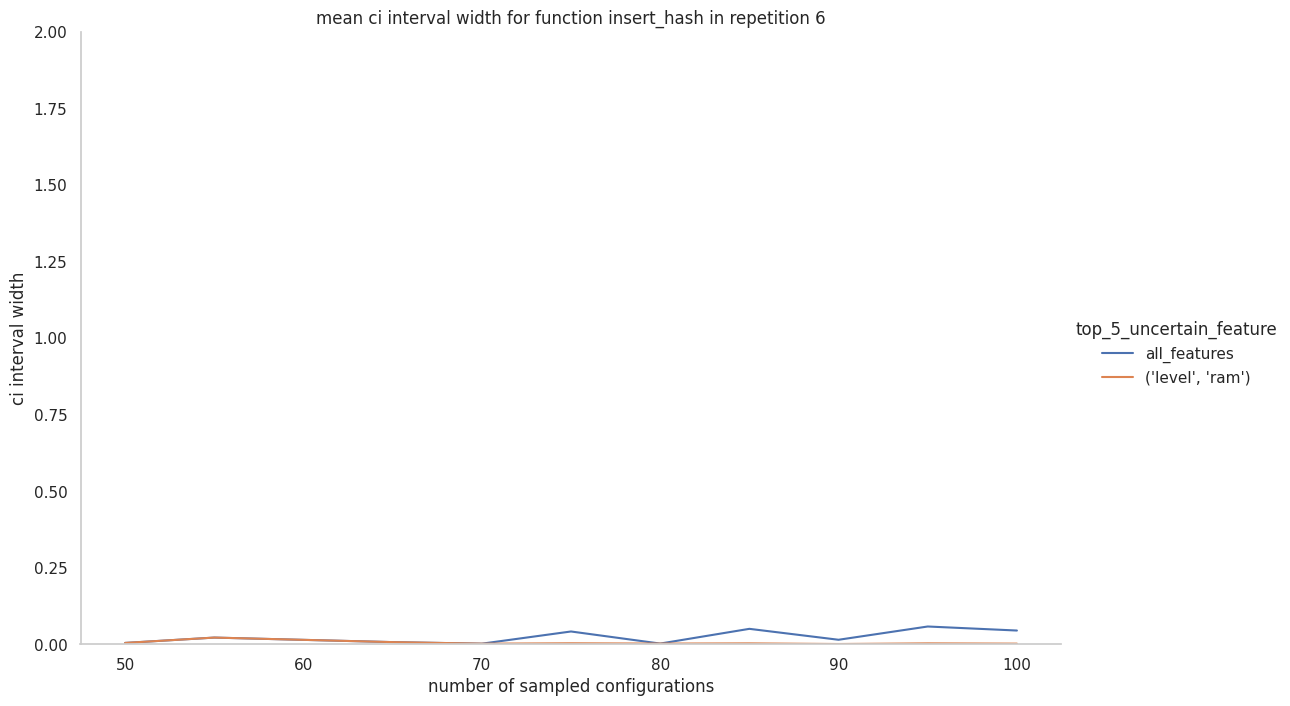 mean ci interval width for function insert_hash in repetition 6
2.00
1.75
1.50
1.25
1.00
0.75
0.50
0.25
0.00
ci interval width
50
60
70
80
90
100
number of sampled configurations
top_5_uncertain_feature
all_features
('level', 'ram')